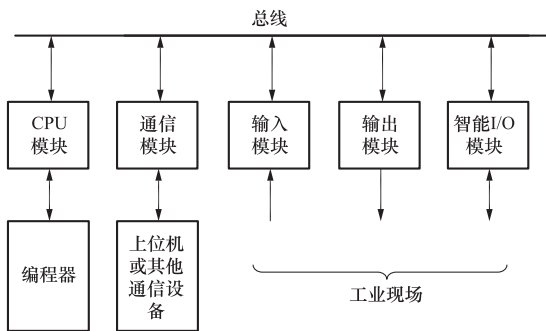 总线
CPU
模块
通信
模块
输入
模块
输出
模块
智能I/O
模块
编程器
上位机
或其他
通信设备
工业现场